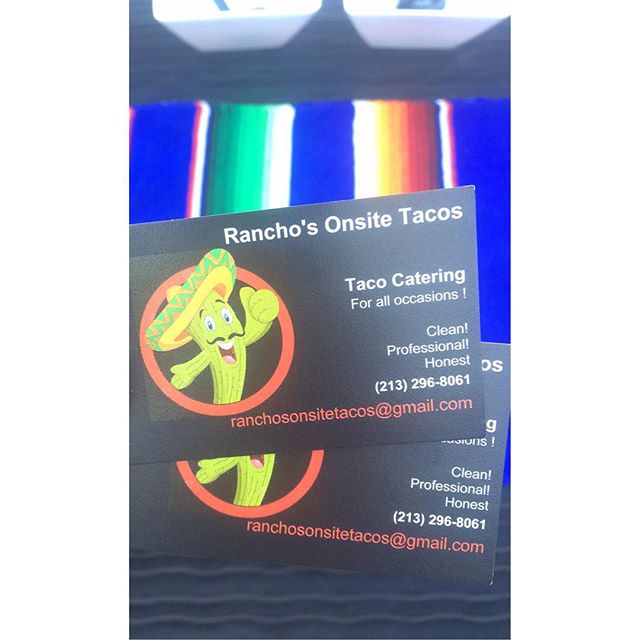 Rancho's Onsite Tacos
Taco Catering
For all occasions !
Clean!
Professional!
Honest
(213) 296-8061
ranchosonsitetacos@gmail.com
os
g
asions !
Clean!
Professional!
Honest
(213) 296-8061
ranchosonsitetacos@gmail.com